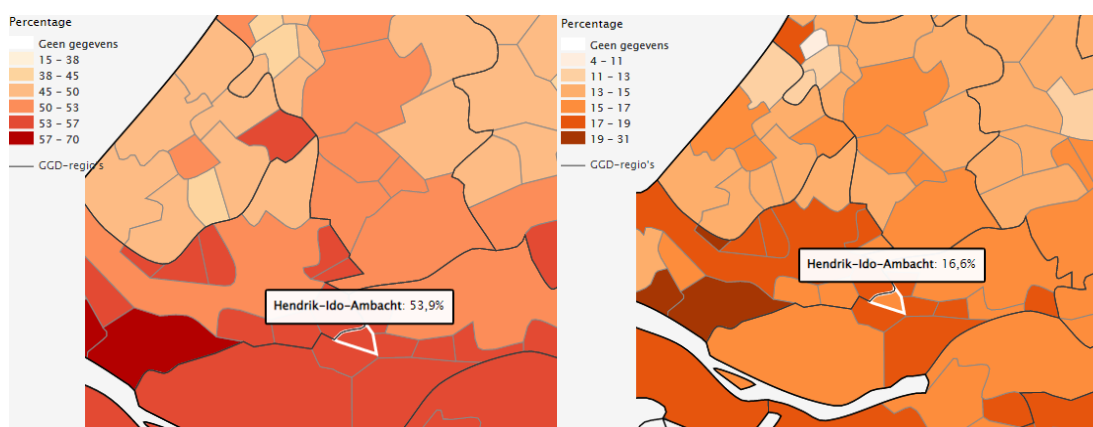 Percentage
Geen gegevens
15 – 38
38 – 45
45 – 50
50 – 53
53 – 57
57 – 70
GGD-regio's
Hendrik-Ido-Ambacht: 53,9%
Percentage
Geen gegevens
4 – 11
11 – 13
13 – 15
15 – 17
17 – 19
19 – 31
GGD-regio's
Hendrik-Ido-Ambacht: 16,6%